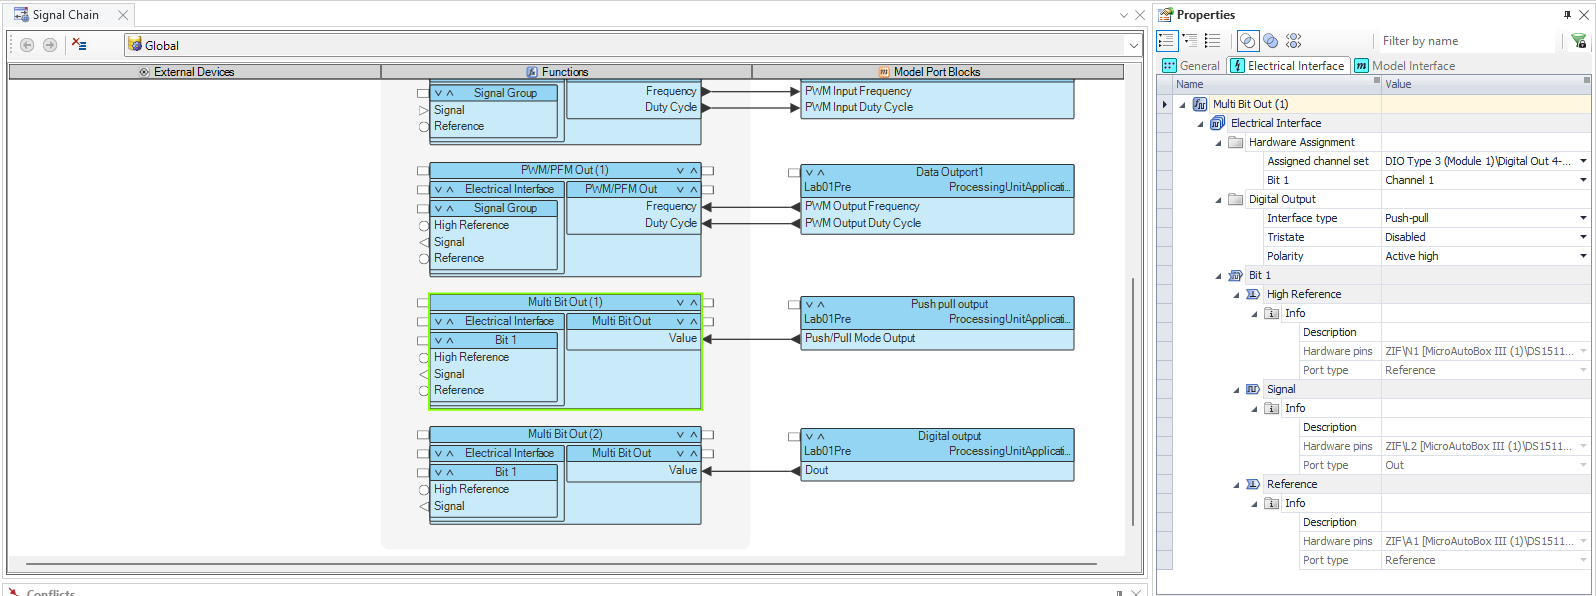 Signal Chain
Global
External Devices
Functions
Model Port Blocks
Signal Group
Signal
Reference
Frequency
Duty Cycle
PWM Input Frequency
PWM Input Duty Cycle
PWM/PFM Out (1)
Electrical Interface
PWM/PFM Out
Signal Group
Frequency
High Reference
Duty Cycle
Signal
Reference
Data Outport1
Lab01Pre
ProcessingUnitApplicati...
PWM Output Frequency
PWM Output Duty Cycle
Multi Bit Out (1)
Electrical Interface
Multi Bit Out
Bit 1
Value
High Reference
Signal
Reference
Push pull output
Lab01Pre
ProcessingUnitApplicati...
Push/Pull Mode Output
Multi Bit Out (2)
Electrical Interface
Multi Bit Out
Bit 1
Value
High Reference
Signal
Digital output
Lab01Pre
ProcessingUnitApplicati...
Dout
Conflicts
Properties
Filter by name
General
Electrical Interface
Model Interface
Name Value
Multi Bit Out (1)
Electrical Interface
Hardware Assignment
Assigned channel set DIO Type 3 (Module 1)\Digital Out 4-...
Bit 1 Channel 1
Digital Output
Interface type Push-pull
Tristate Disabled
Polarity Active high
Bit 1
High Reference
Info
Description
Hardware pins ZIF\N1 [MicroAutoBox III (1)\DS1511...
Port type Reference
Signal
Info
Description
Hardware pins ZIF\L2 [MicroAutoBox III (1)\DS1511...
Port type Out
Reference
Info
Description
Hardware pins ZIF\A1 [MicroAutoBox III (1)\DS1511...
Port type Reference